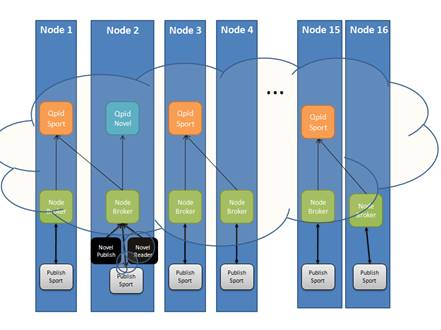 Node 1
Node 2
Node 3
Node 4
Node 15
Node 16
...
Qpid
Sport
Qpid
Novel
Qpid
Sport
Qpid
Sport
Node
Broker
Node
Broker
Node
Broker
Node
Broker
Node
Broker
Node
Broker
Novel
Publish
Novel
Reader
Publish
Sport
Publish
Sport
Publish
Sport
Publish
Sport
Publish
Sport
Publish
Sport